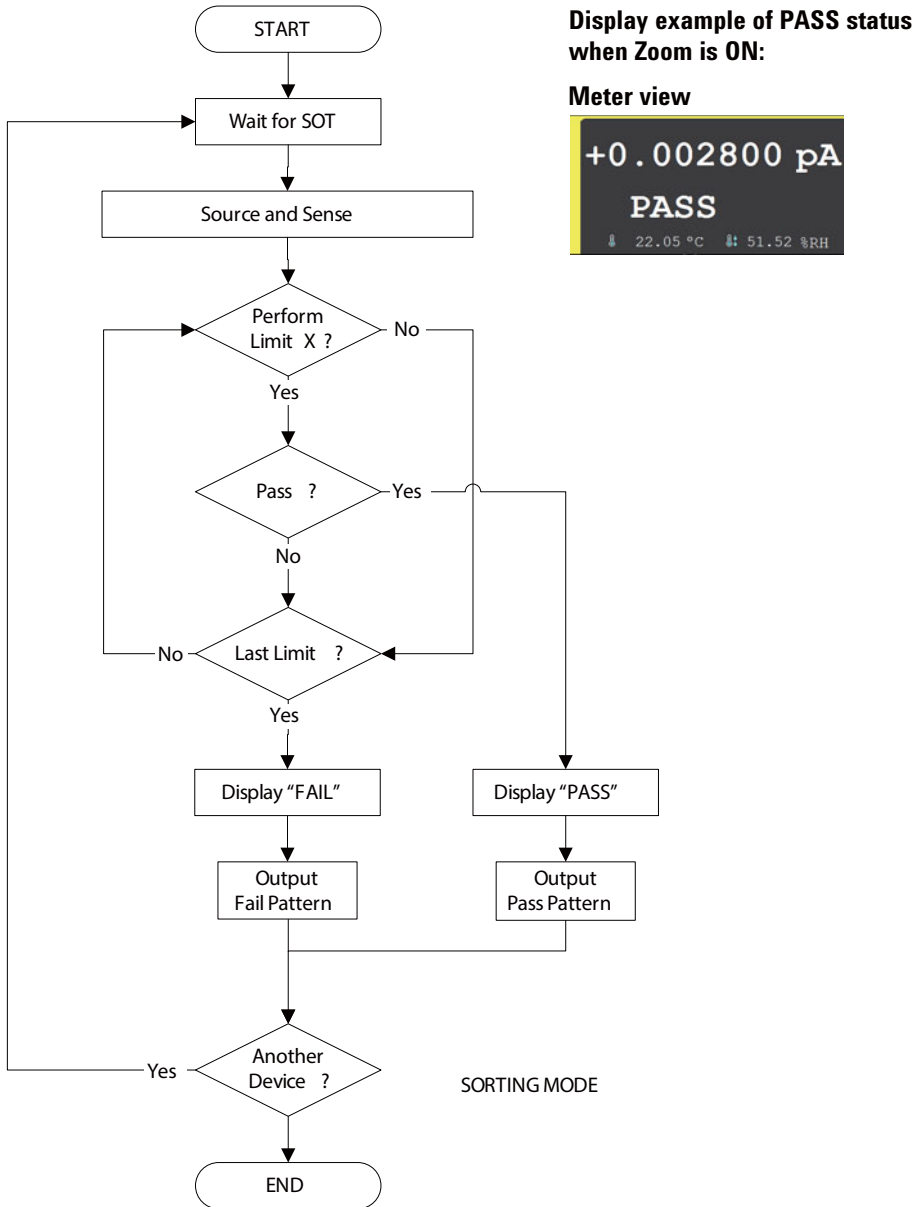 START
Wait for SOT
Source and Sense
Perform
Limit X ?
No
Yes
Pass ?
Yes
No
Last Limit ?
No
Yes
Display “FAIL”
Display “PASS”
Output
Fail Pattern
Output
Pass Pattern
Another
Device ?
Yes
SORTING MODE
END
Display example of PASS status
when Zoom is ON:
Meter view
+0.002800 pA
PASS
22.05 °C 51.52 %RH